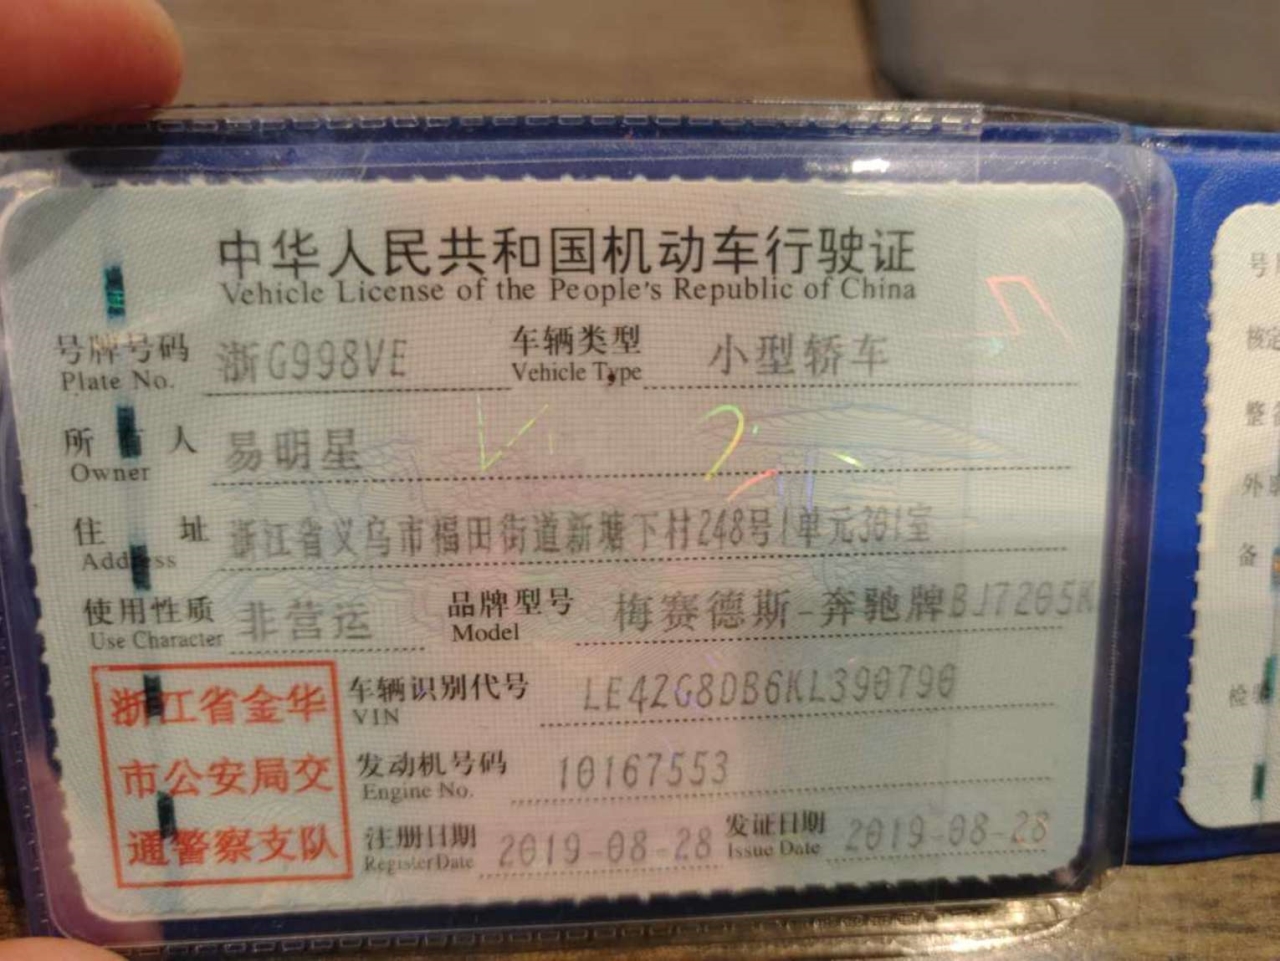 中华人民共和国机动车行驶证
Vehicle License of the People's Republic of China
号牌号码 浙G998VE 车辆类型 小型轿车
Plate No. Vehicle Type
所有人 易明星
Owner
住址 浙江省义乌市福田街道新塘下村248号1单元301室
Address
使用性质 非营运 品牌型号 梅赛德斯-奔驰牌BJ7205K
Use Character Model
浙江省金华
市公安局交
通警察支队
车辆识别代号 LE4ZG8DB6KL390790
VIN
发动机号码 10167553
Engine No.
注册日期 2019-08-28 发证日期 2019-08-28
Register Date Issue Date
号
核定
整
外
备
检